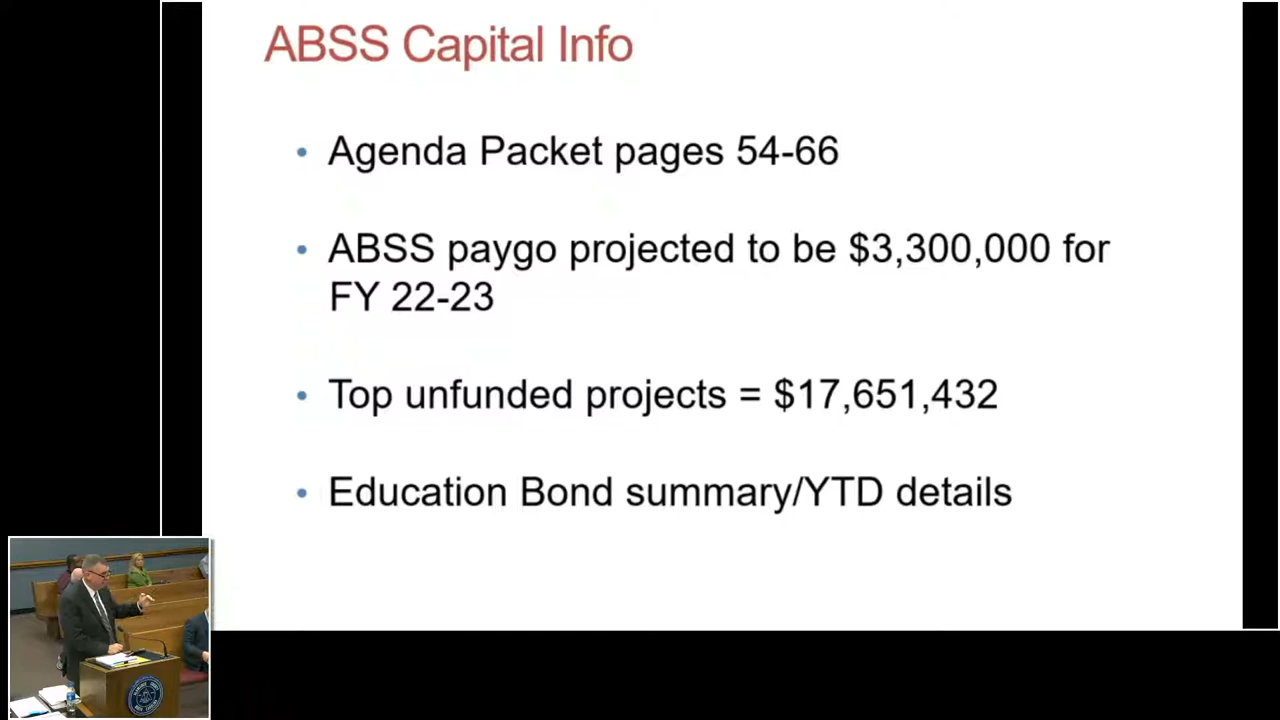 ABSS Capital Info
• Agenda Packet pages 54-66
• ABSS paygo projected to be $3,300,000 for
FY 22-23
• Top unfunded projects = $17,651,432
• Education Bond summary/YTD details